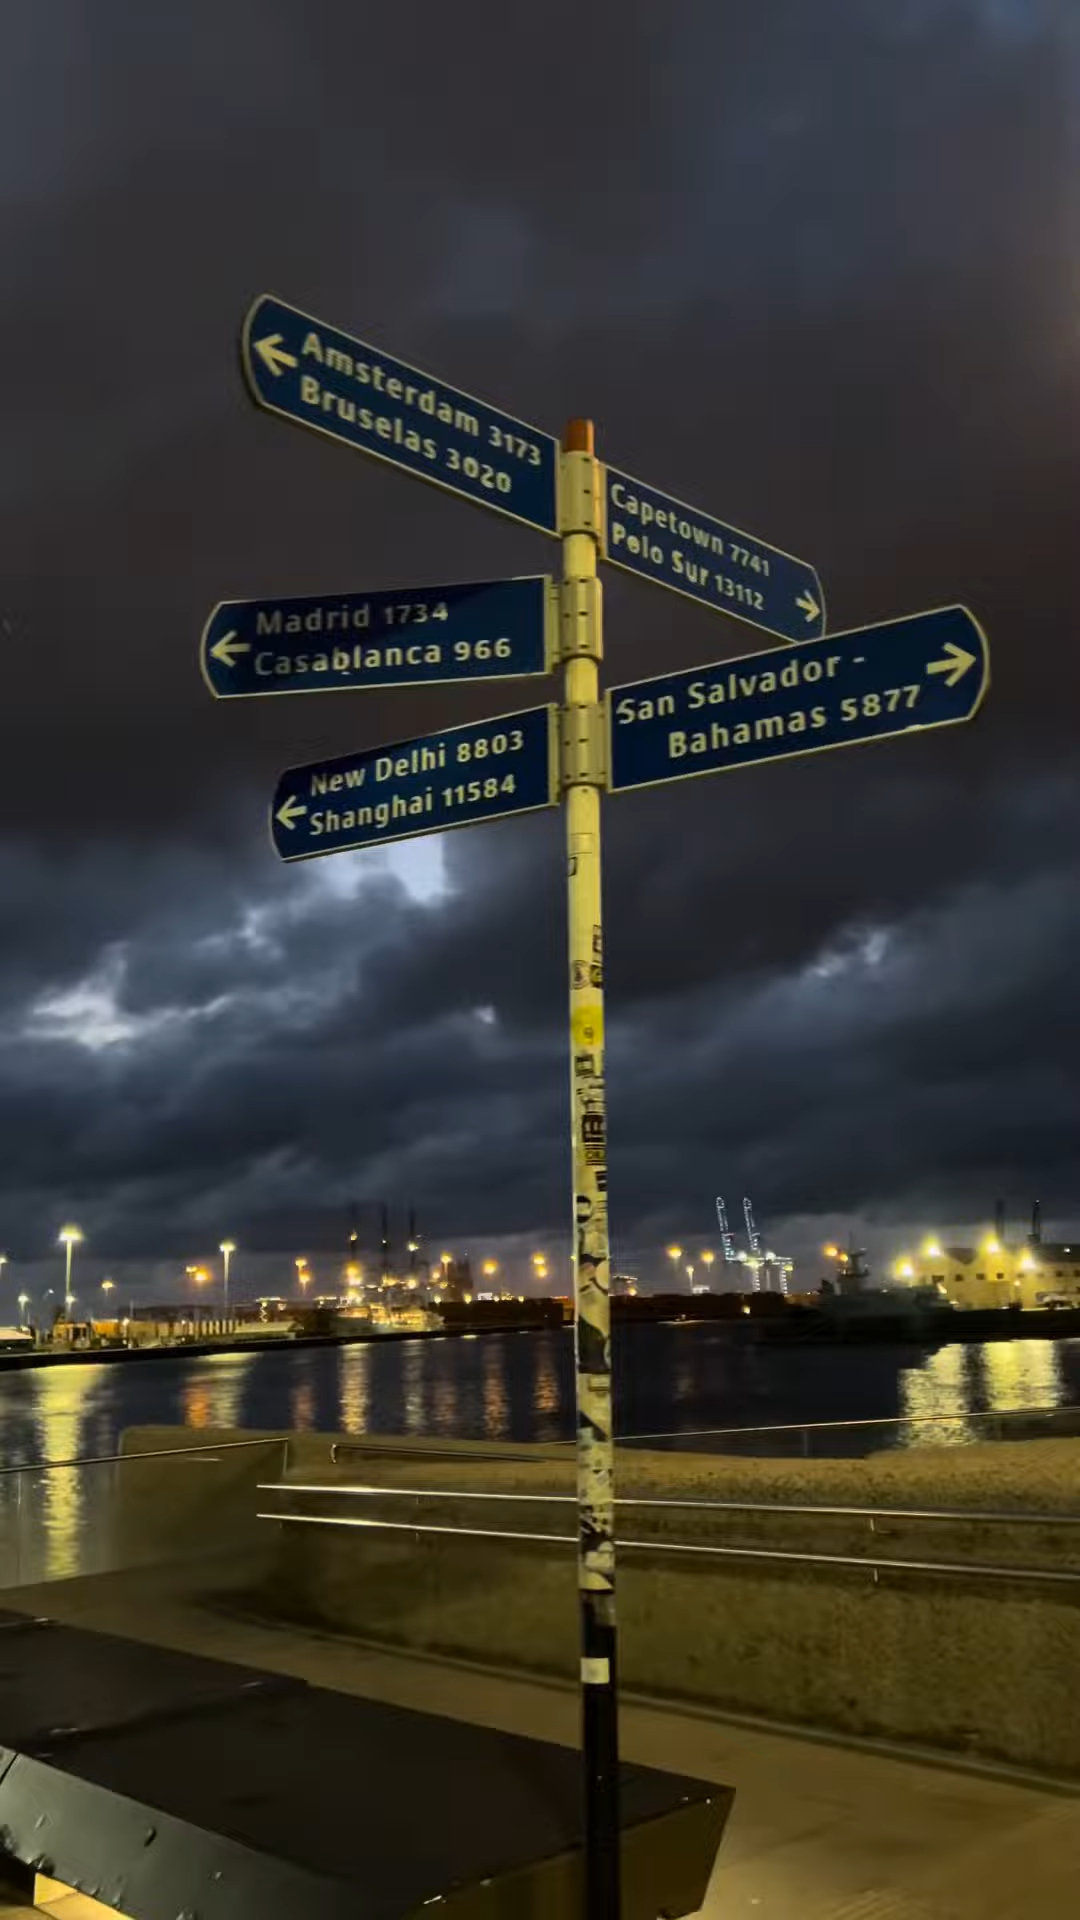 Amsterdam 3173
Bruselas 3020
Capetown 7741
Polo Sur 13112
Madrid 1734
Casablanca 966
San Salvador -
Bahamas 5877
New Delhi 8803
Shanghai 11584